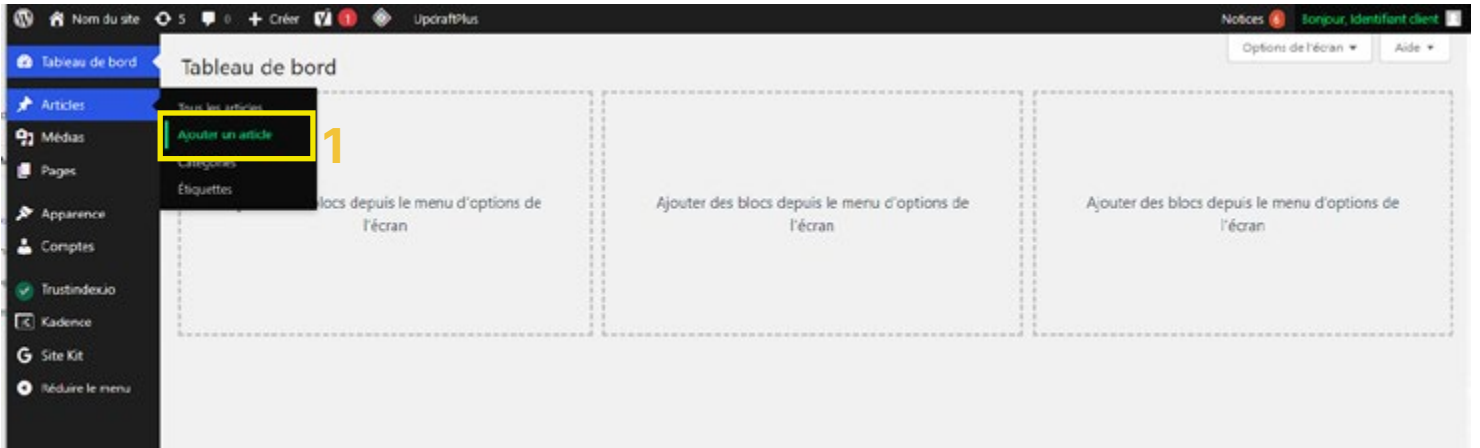 Nom du site 5 0 + Créer 1 UpdraftPlus Notices 6 Bonjour, Identifiant client
Options de l'écran ▼ Aide ▼
Tableau de bord
Tableau de bord
Articles
Tous les articles
Médias
Ajouter un article
1
Pages
Catégories
Étiquettes
Apparence
locs depuis le menu d'options de
l'écran
Ajouter des blocs depuis le menu d'options de
l'écran
Ajouter des blocs depuis le menu d'options de
l'écran
Comptes
Trustindex.io
Kadence
Site Kit
Réduire le menu